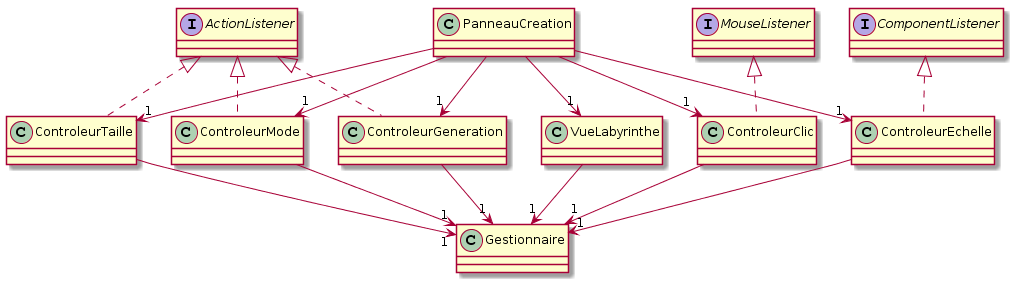 I ActionListener
C PanneauCreation
I MouseListener
I ComponentListener
1 1 1 1 1 1
C ControleurTaille
C ControleurMode
C ControleurGeneration
C VueLabyrinthe
C ControleurClic
C ControleurEchelle
1 1 1 1 1 1
C Gestionnaire